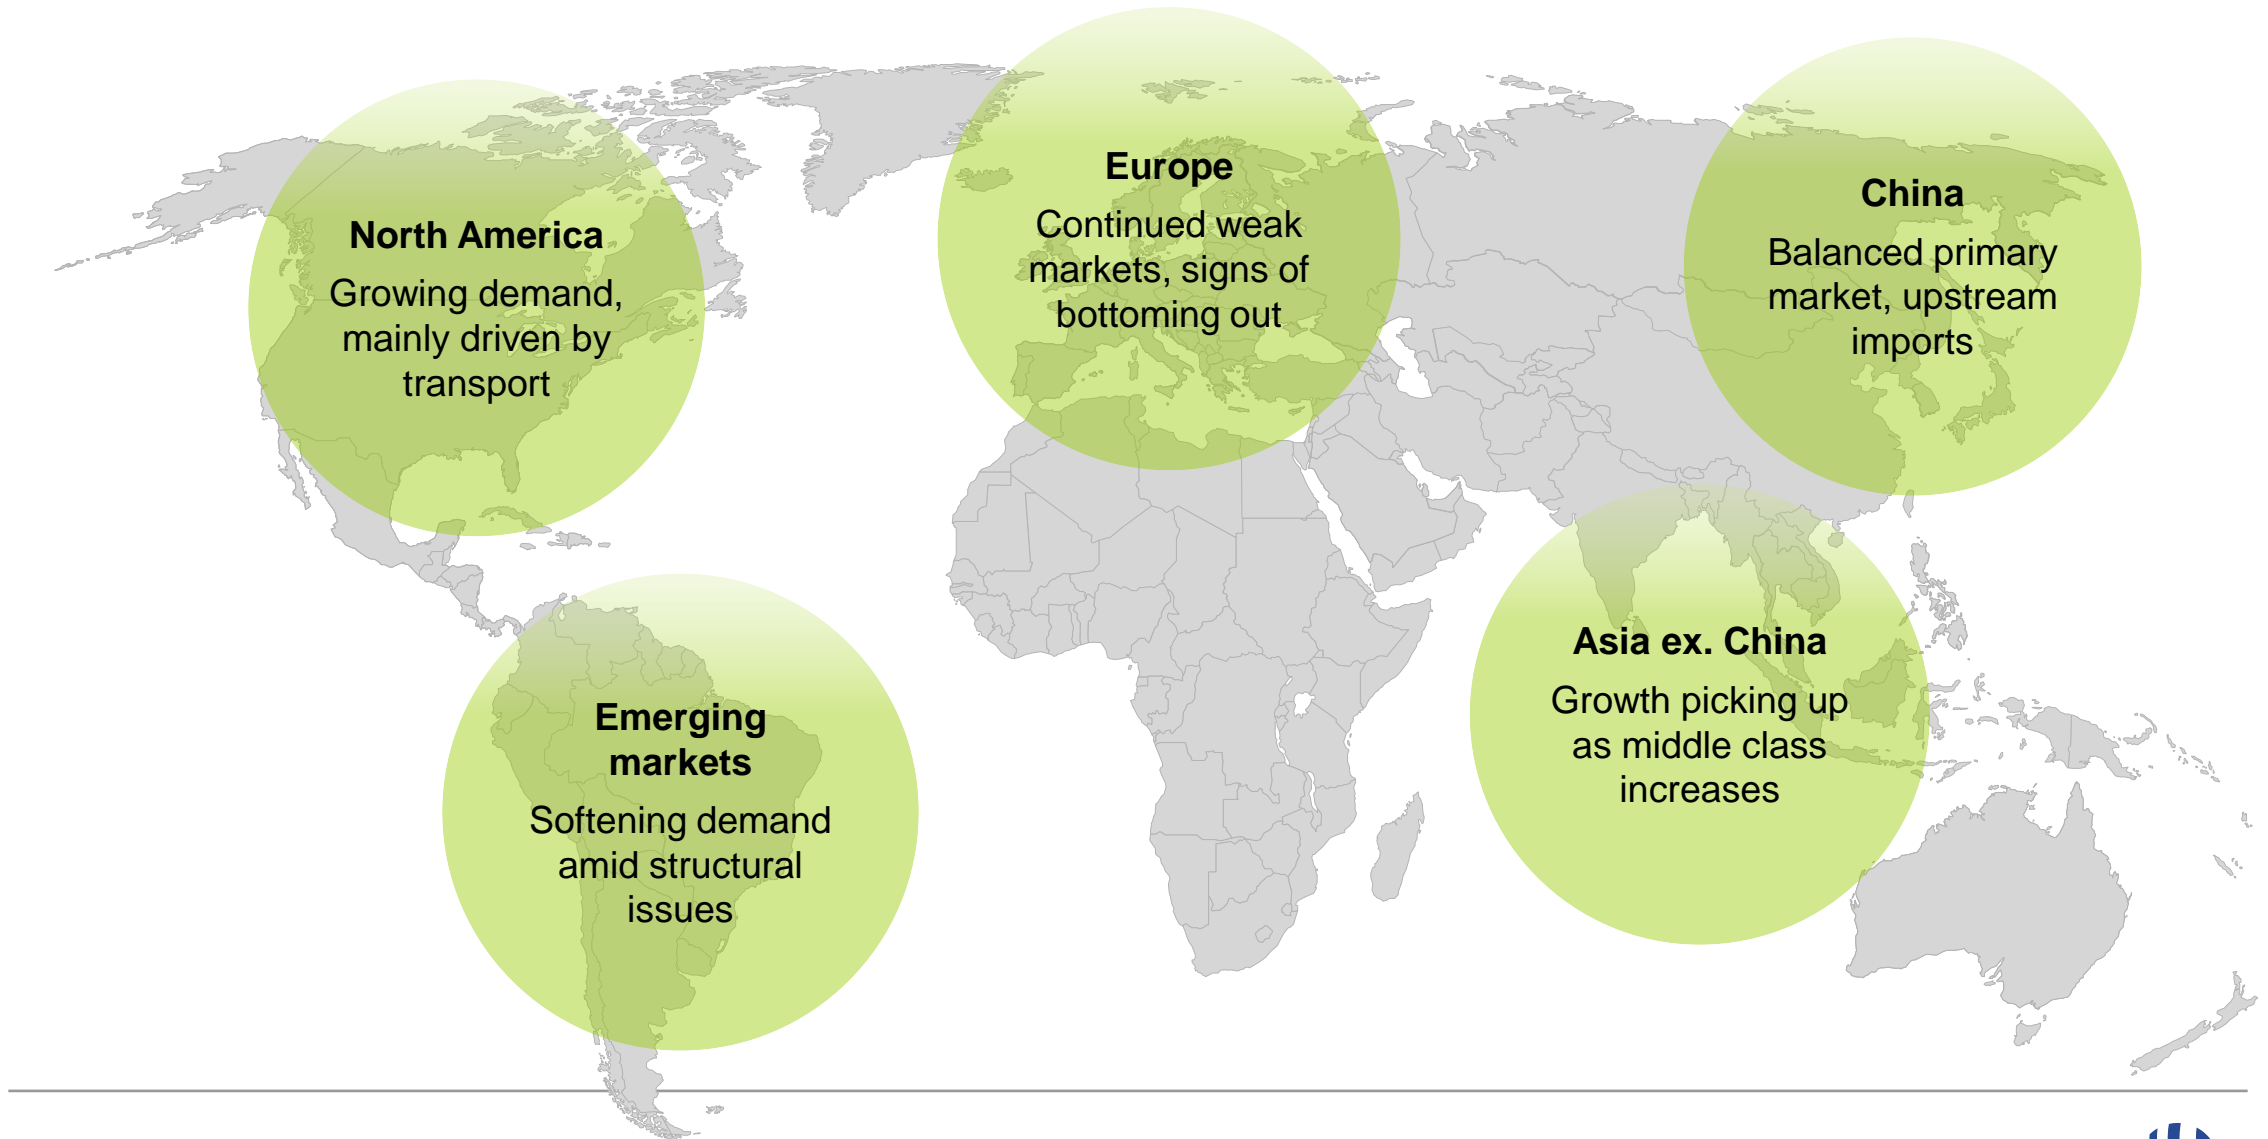 North America
Growing demand,
mainly driven by
transport
Europe
Continued weak
markets, signs of
bottoming out
China
Balanced primary
market, upstream
imports
Emerging
markets
Softening demand
amid structural
issues
Asia ex. China
Growth picking up
as middle class
increases